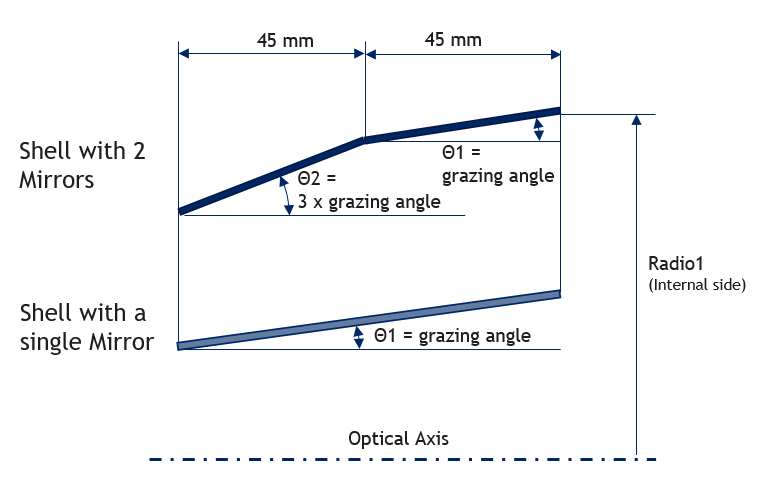 45 mm
45 mm
Shell with 2
Mirrors
Θ1 =
grazing angle
Θ2 =
3 x grazing angle
Radio1
(Internal side)
Shell with a
single Mirror
Θ1 = grazing angle
Optical Axis